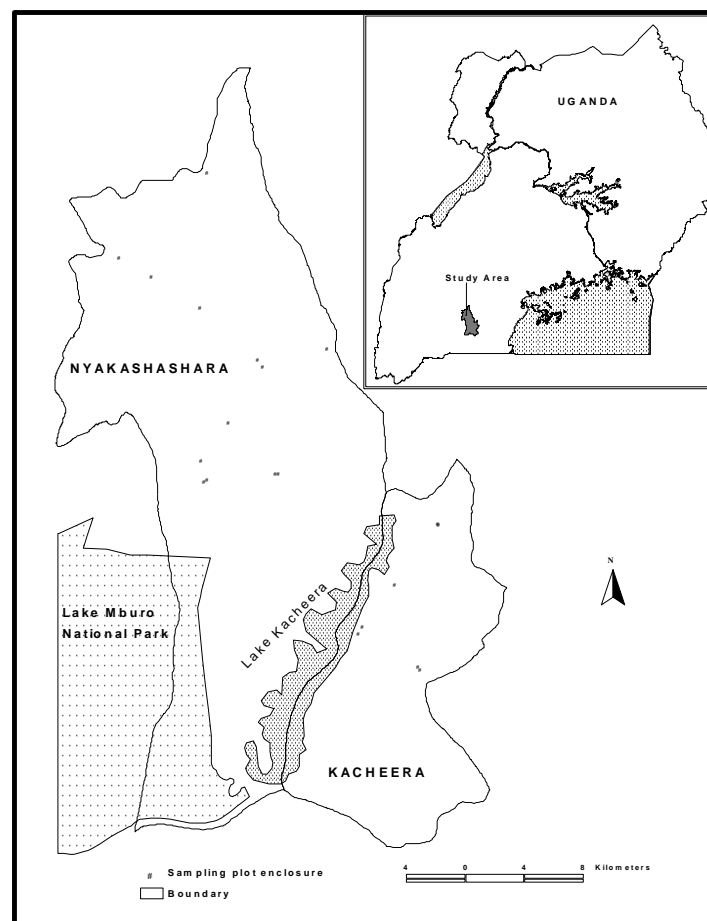 UGANDA
Study Area
NYAKASHASHARA
Lake Mburo
National Park
Lake Kacheera
N
KACHEERA
# Sampling plot enclosure
Boundary
4 0 4 8 Kilometers